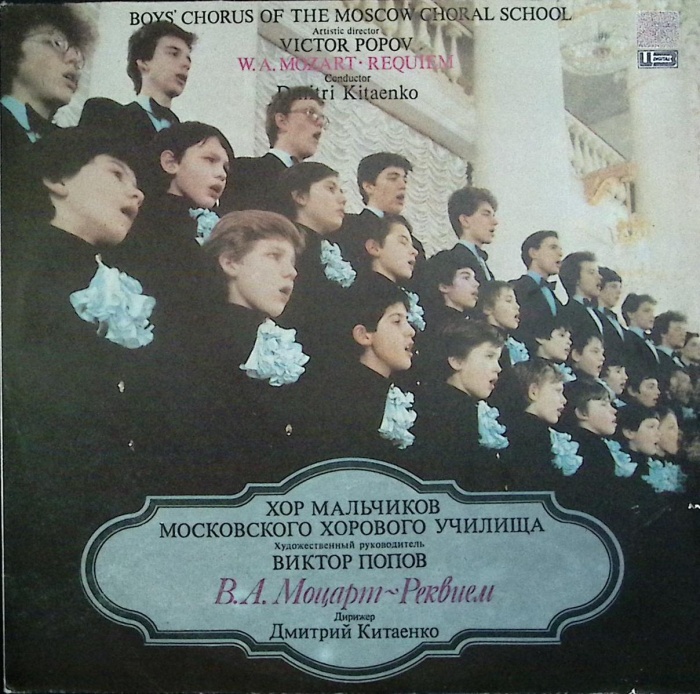 BOYS' CHORUS OF THE MOSCOW CHORAL SCHOOL
Artistic director
VICTOR POPOV
W. A. MOZART · REQUIEM
Conductor
Dmitri Kitaenko
DIGITAL
ХОР МАЛЬЧИКОВ
МОСКОВСКОГО ХОРОВОГО УЧИЛИЩА
Художественный руководитель
ВИКТОР ПОПОВ
В.А. Моцарт~Реквием
Дирижер
Дмитрий Китаенко